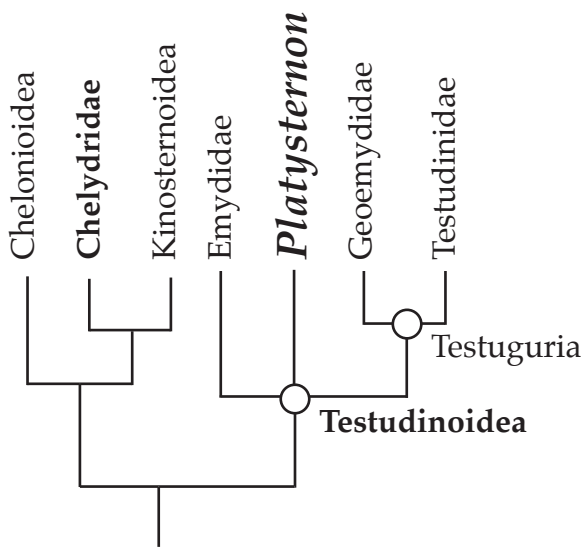 Chelonioidea
Chelydridae
Kinosternoidea
Emydidae
Platysternon
Geoemydidae
Testudinidae
Testuguria
Testudinoidea